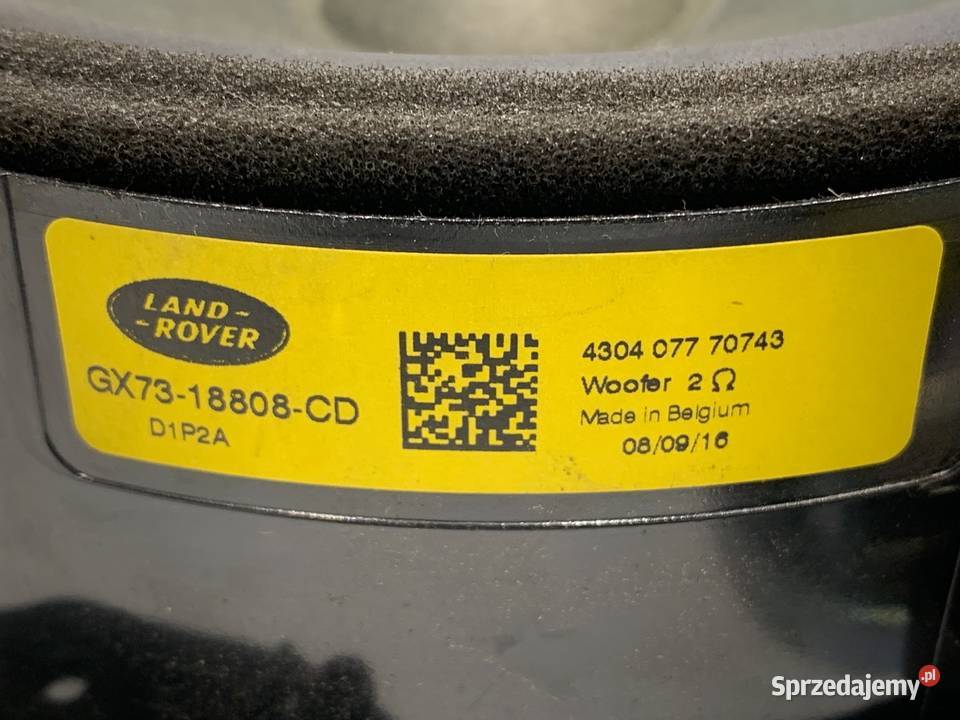 LAND-
-ROVER
GX73-18808-CD
D1P2A
4304 077 70743
Woofer 2 Ω
Made in Belgium
08/09/16
Sprzedajemy.pl